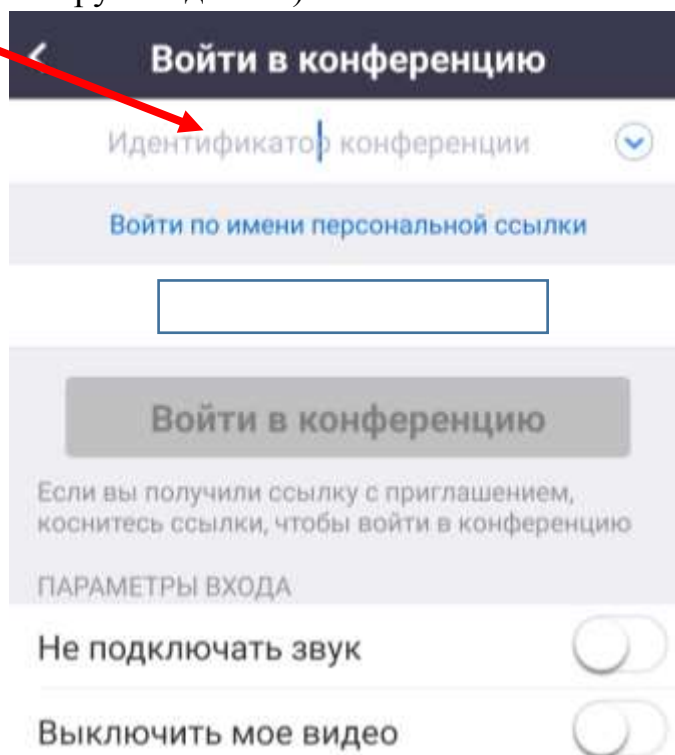 Войти в конференцию
Идентификатор конференции
Войти по имени персональной ссылки
Войти в конференцию
Если вы получили ссылку с приглашением,
коснитесь ссылки, чтобы войти в конференцию
ПАРАМЕТРЫ ВХОДА
Не подключать звук
Выключить мое видео